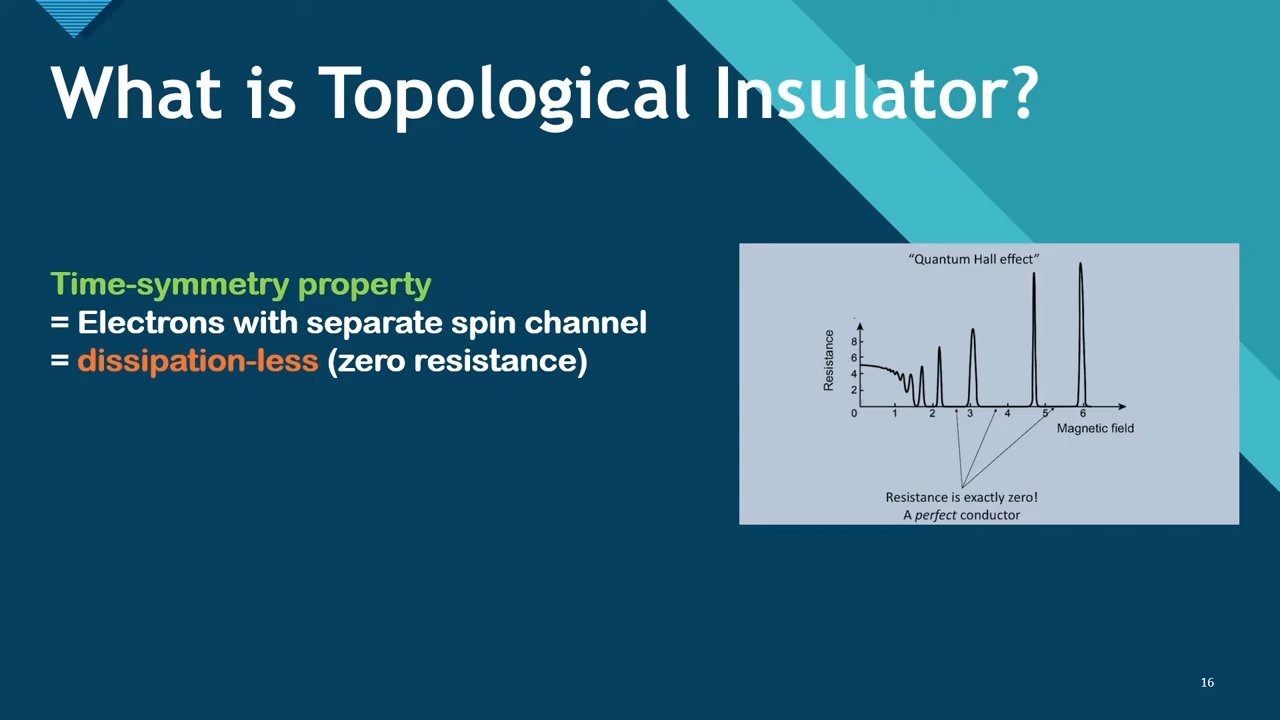 What is Topological Insulator?
Time-symmetry property
= Electrons with separate spin channel
= dissipation-less (zero resistance)
“Quantum Hall effect”
Resistance
8
6
4
2
0 1 2 3 4 5 6
Magnetic field
Resistance is exactly zero!
A perfect conductor
16